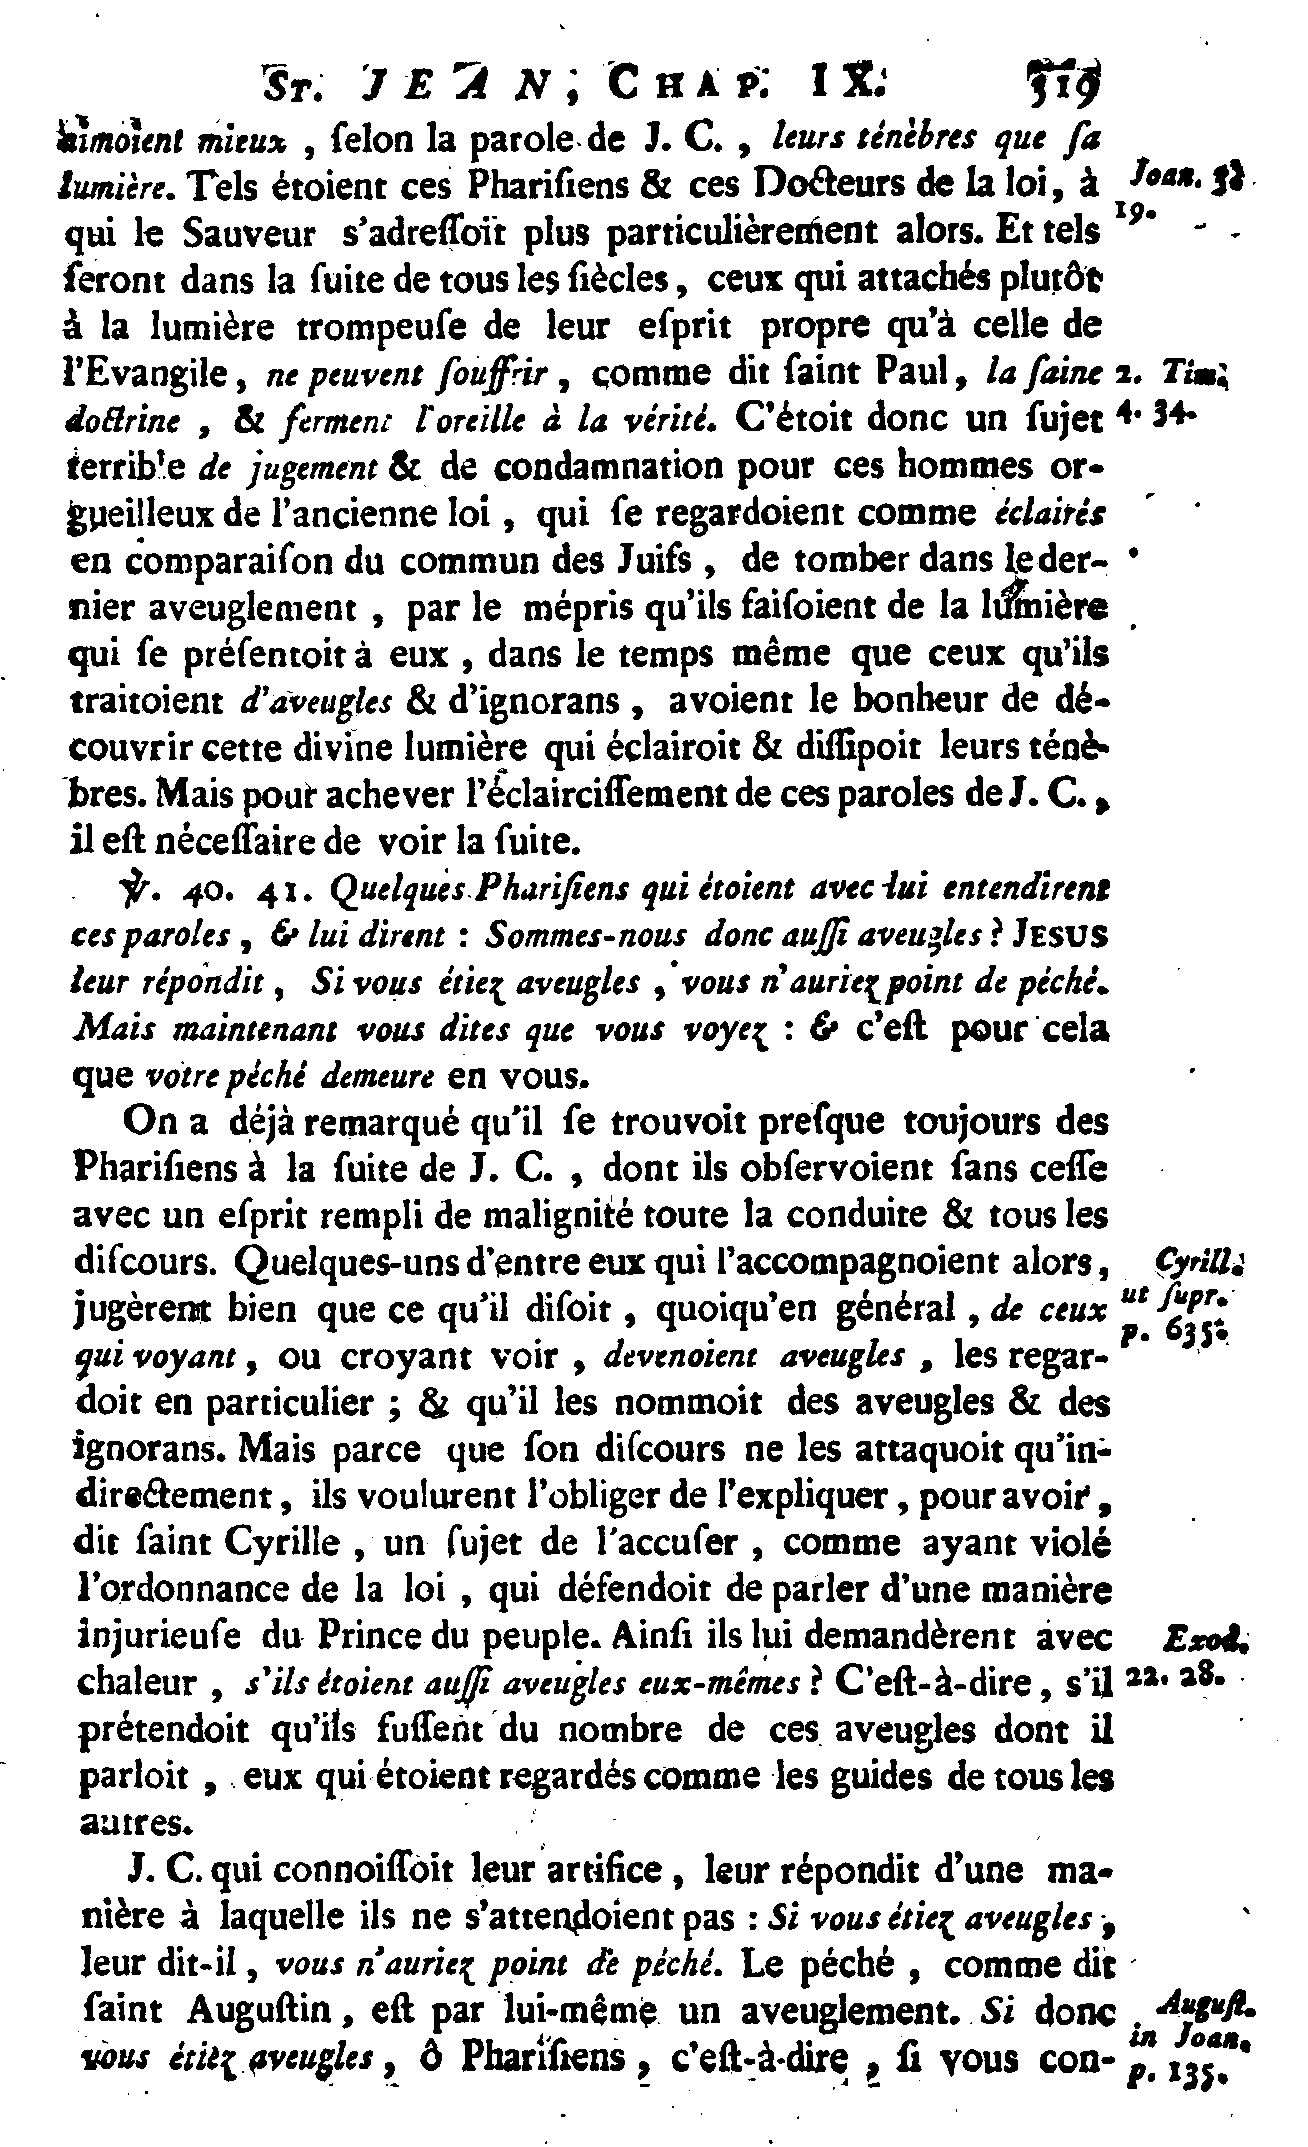 St. JEAN, CHAP. IX. 319
aimoient mieux, ſelon la parole de J. C., leurs ténèbres que ſa
lumière. Tels étoient ces Phariſiens & ces Docteurs de la loi, à
Joan. 3.
19.
qui le Sauveur s'adreſſoit plus particulièrement alors. Et tels
ſeront dans la ſuite de tous les ſiècles, ceux qui attachés plutôt
à la lumière trompeuſe de leur eſprit propre qu'à celle de
l'Evangile, ne peuvent ſouffrir, comme dit ſaint Paul, la ſaine
2. Tim.
doctrine, & ferment l'oreille à la vérité. C'étoit donc un ſujet
4. 34.
terrible de jugement & de condamnation pour ces hommes or-
gueilleux de l'ancienne loi, qui ſe regardoient comme éclairés
en comparaiſon du commun des Juifs, de tomber dans le der-
nier aveuglement, par le mépris qu'ils faiſoient de la lumière
qui ſe préſentoit à eux, dans le temps même que ceux qu'ils
traitoient d'aveugles & d'ignorans, avoient le bonheur de dé-
couvrir cette divine lumière qui éclairoit & diſſipoit leurs ténè-
bres. Mais pour achever l'éclairciſſement de ces paroles de J. C.,
il eſt néceſſaire de voir la ſuite.
℣. 40. 41. Quelques Phariſiens qui étoient avec lui entendirent
ces paroles, & lui dirent : Sommes-nous donc auſſi aveugles ? JESUS
leur répondit, Si vous étiez aveugles, vous n'auriez point de péché.
Mais maintenant vous dites que vous voyez : & c'eſt pour cela
que votre péché demeure en vous.
On a déjà remarqué qu'il ſe trouvoit preſque toujours des
Phariſiens à la ſuite de J. C., dont ils obſervoient ſans ceſſe
avec un eſprit rempli de malignité toute la conduite & tous les
diſcours. Quelques-uns d'entre eux qui l'accompagnoient alors,
jugèrent bien que ce qu'il diſoit, quoiqu'en général, de ceux
Cyrill.
ut ſupr.
p. 635.
qui voyant, ou croyant voir, devenoient aveugles, les regar-
doit en particulier ; & qu'il les nommoit des aveugles & des
ignorans. Mais parce que ſon diſcours ne les attaquoit qu'in-
directement, ils voulurent l'obliger de l'expliquer, pour avoir,
dit ſaint Cyrille, un ſujet de l'accuſer, comme ayant violé
l'ordonnance de la loi, qui défendoit de parler d'une manière
injurieuſe du Prince du peuple. Ainſi ils lui demandèrent avec
Exod.
22. 28.
chaleur, s'ils étoient auſſi aveugles eux-mêmes ? C'eſt-à-dire, s'il
prétendoit qu'ils fuſſent du nombre de ces aveugles dont il
parloit, eux qui étoient regardés comme les guides de tous les
autres.
J. C. qui connoiſſoit leur artifice, leur répondit d'une ma-
nière à laquelle ils ne s'attendoient pas : Si vous étiez aveugles,
leur dit-il, vous n'auriez point de péché. Le péché, comme dit
ſaint Auguſtin, eſt par lui-même un aveuglement. Si donc
Auguſt.
in Joan.
p. 135.
vous étiez aveugles, ô Phariſiens, c'eſt-à-dire, ſi vous con-